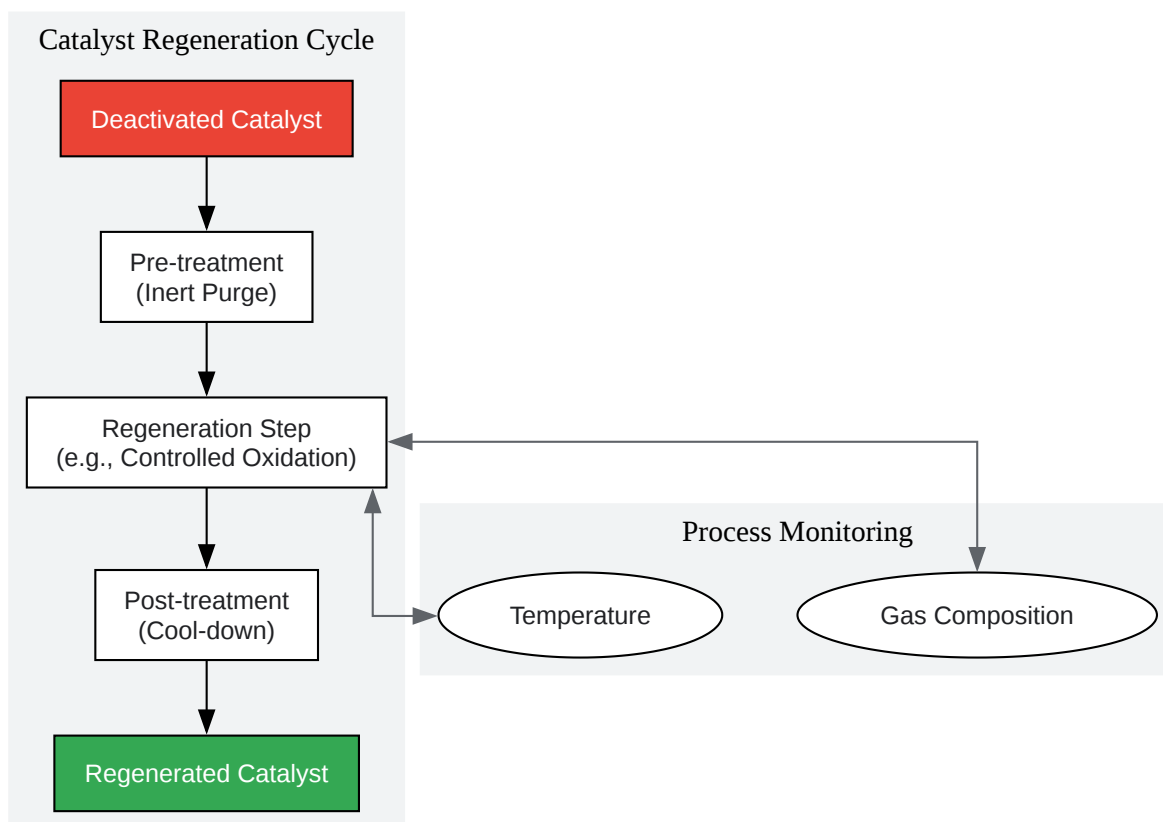 Catalyst Regeneration Cycle
Deactivated Catalyst
Pre-treatment
(Inert Purge)
Regeneration Step
(e.g., Controlled Oxidation)
Process Monitoring
Temperature
Gas Composition
Post-treatment
(Cool-down)
Regenerated Catalyst